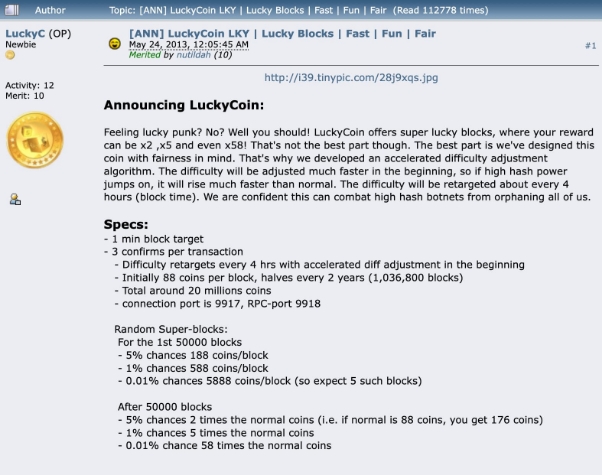 Author Topic: [ANN] LuckyCoin LKY | Lucky Blocks | Fast | Fun | Fair (Read 112778 times)
LuckyC (OP)
Newbie
Activity: 12
Merit: 10
[ANN] LuckyCoin LKY | Lucky Blocks | Fast | Fun | Fair
May 24, 2013, 12:05:45 AM
Merited by nutildah (10)
#1
http://i39.tinypic.com/28j9xqs.jpg
Announcing LuckyCoin:
Feeling lucky punk? No? Well you should! LuckyCoin offers super lucky blocks, where your reward
can be x2 ,x5 and even x58! That's not the best part though. The best part is we've designed this
coin with fairness in mind. That's why we developed an accelerated difficulty adjustment
algorithm. The difficulty will be adjusted much faster in the beginning, so if high hash power
jumps on, it will rise much faster than normal. The difficulty will be retargeted about every 4
hours (block time). We are confident this can combat high hash botnets from orphaning all of us.
Specs:
- 1 min block target
- 3 confirms per transaction
- Difficulty retargets every 4 hrs with accelerated diff adjustment in the beginning
- Initially 88 coins per block, halves every 2 years (1,036,800 blocks)
- Total around 20 millions coins
- connection port is 9917, RPC-port 9918
Random Super-blocks:
For the 1st 50000 blocks
- 5% chances 188 coins/block
- 1% chances 588 coins/block
- 0.01% chances 5888 coins/block (so expect 5 such blocks)
After 50000 blocks
- 5% chances 2 times the normal coins (i.e. if normal is 88 coins, you get 176 coins)
- 1% chances 5 times the normal coins
- 0.01% chance 58 times the normal coins